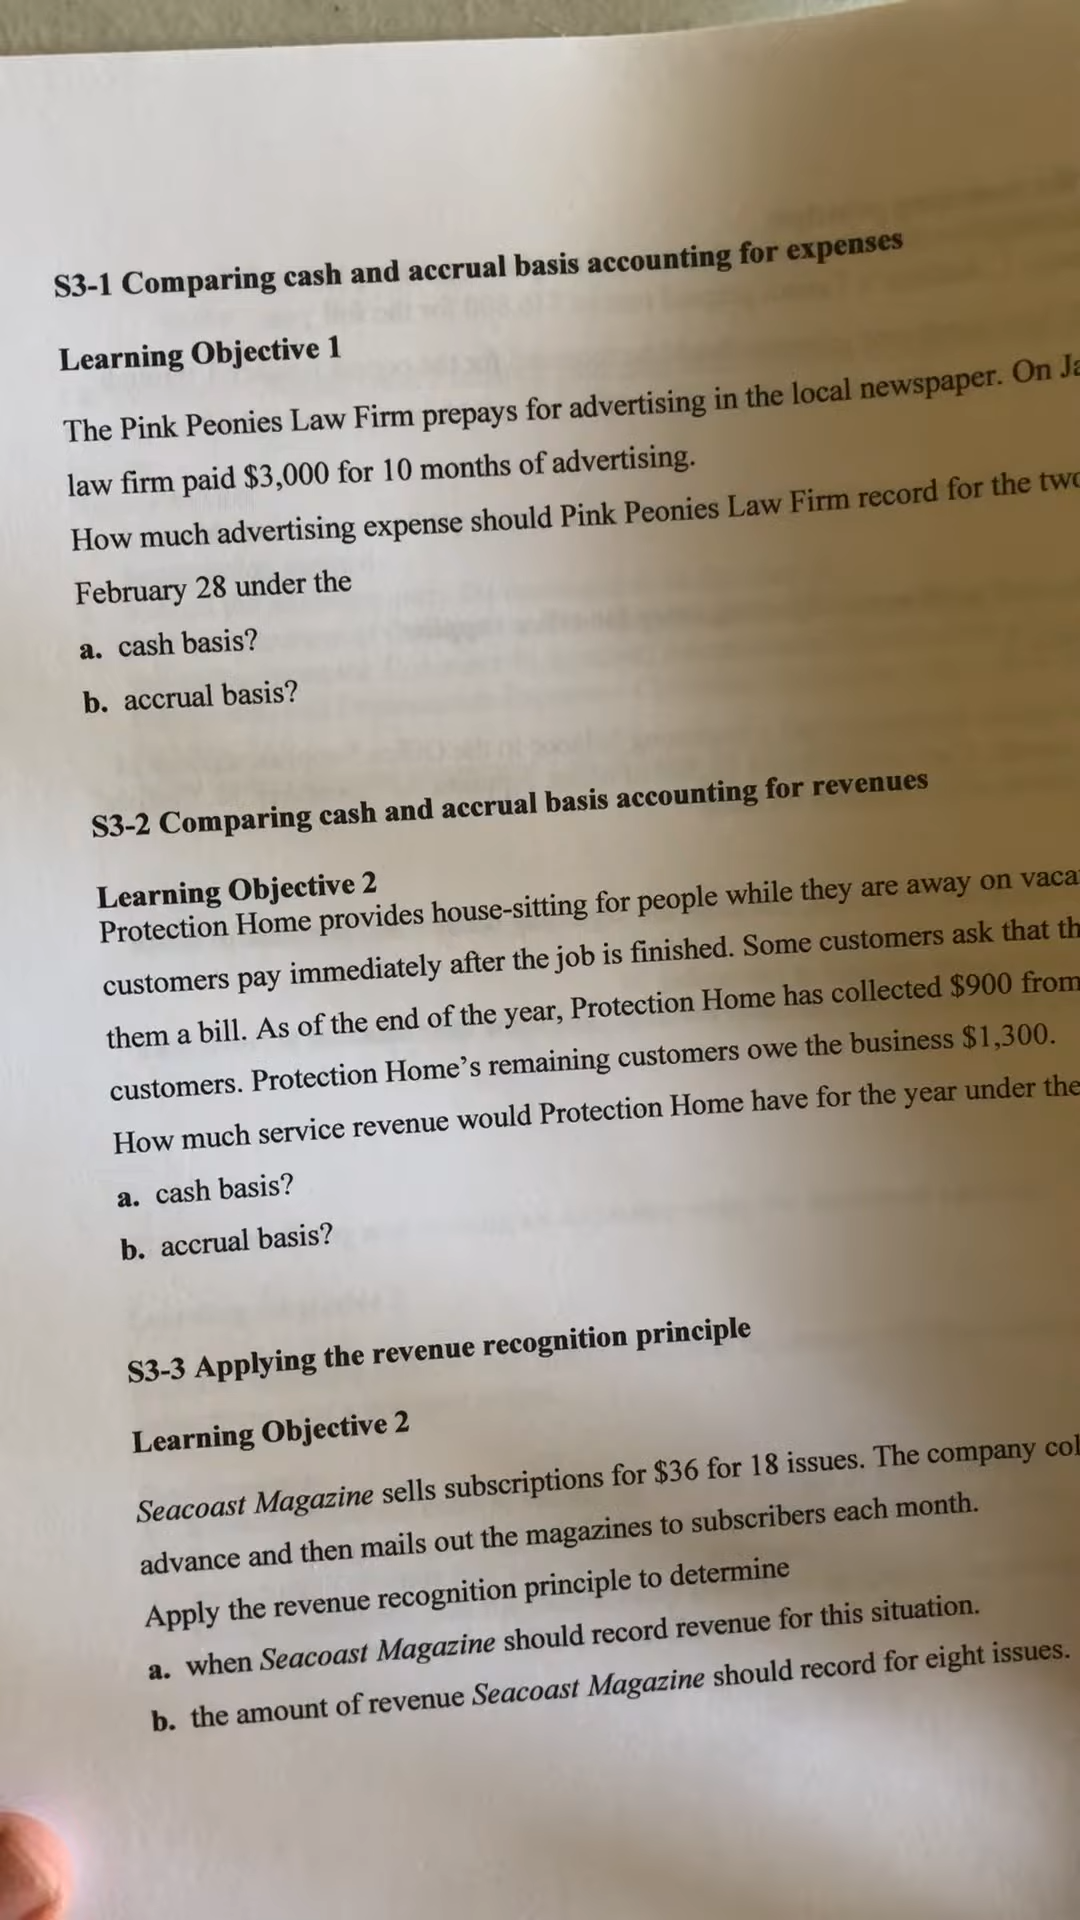 S3-1 Comparing cash and accrual basis accounting for expenses
Learning Objective 1
The Pink Peonies Law Firm prepays for advertising in the local newspaper. On
law firm paid $3,000 for 10 months of advertising.
How much advertising expense should Pink Peonies Law Firm record for the
February 28 under the
a. cash basis?
b. accrual basis?
S3-2 Comparing cash and accrual basis accounting for revenues
Learning Objective 2
Protection Home provides house-sitting for people while they are away on
customers pay immediately after the job is finished. Some customers ask that
them a bill. As of the end of the year, Protection Home has collected $900 from
customers. Protection Home's remaining customers owe the business $1,300.
How much service revenue would Protection Home have for the year under the
a. cash basis?
b. accrual basis?
S3-3 Applying the revenue recognition principle
Learning Objective 2
Seacoast Magazine sells subscriptions for $36 for 18 issues. The company
advance and then mails out the magazines to subscribers each month.
Apply the revenue recognition principle to determine
a. when Seacoast Magazine should record revenue for this situation.
b. the amount of revenue Seacoast Magazine should record for eight issues.